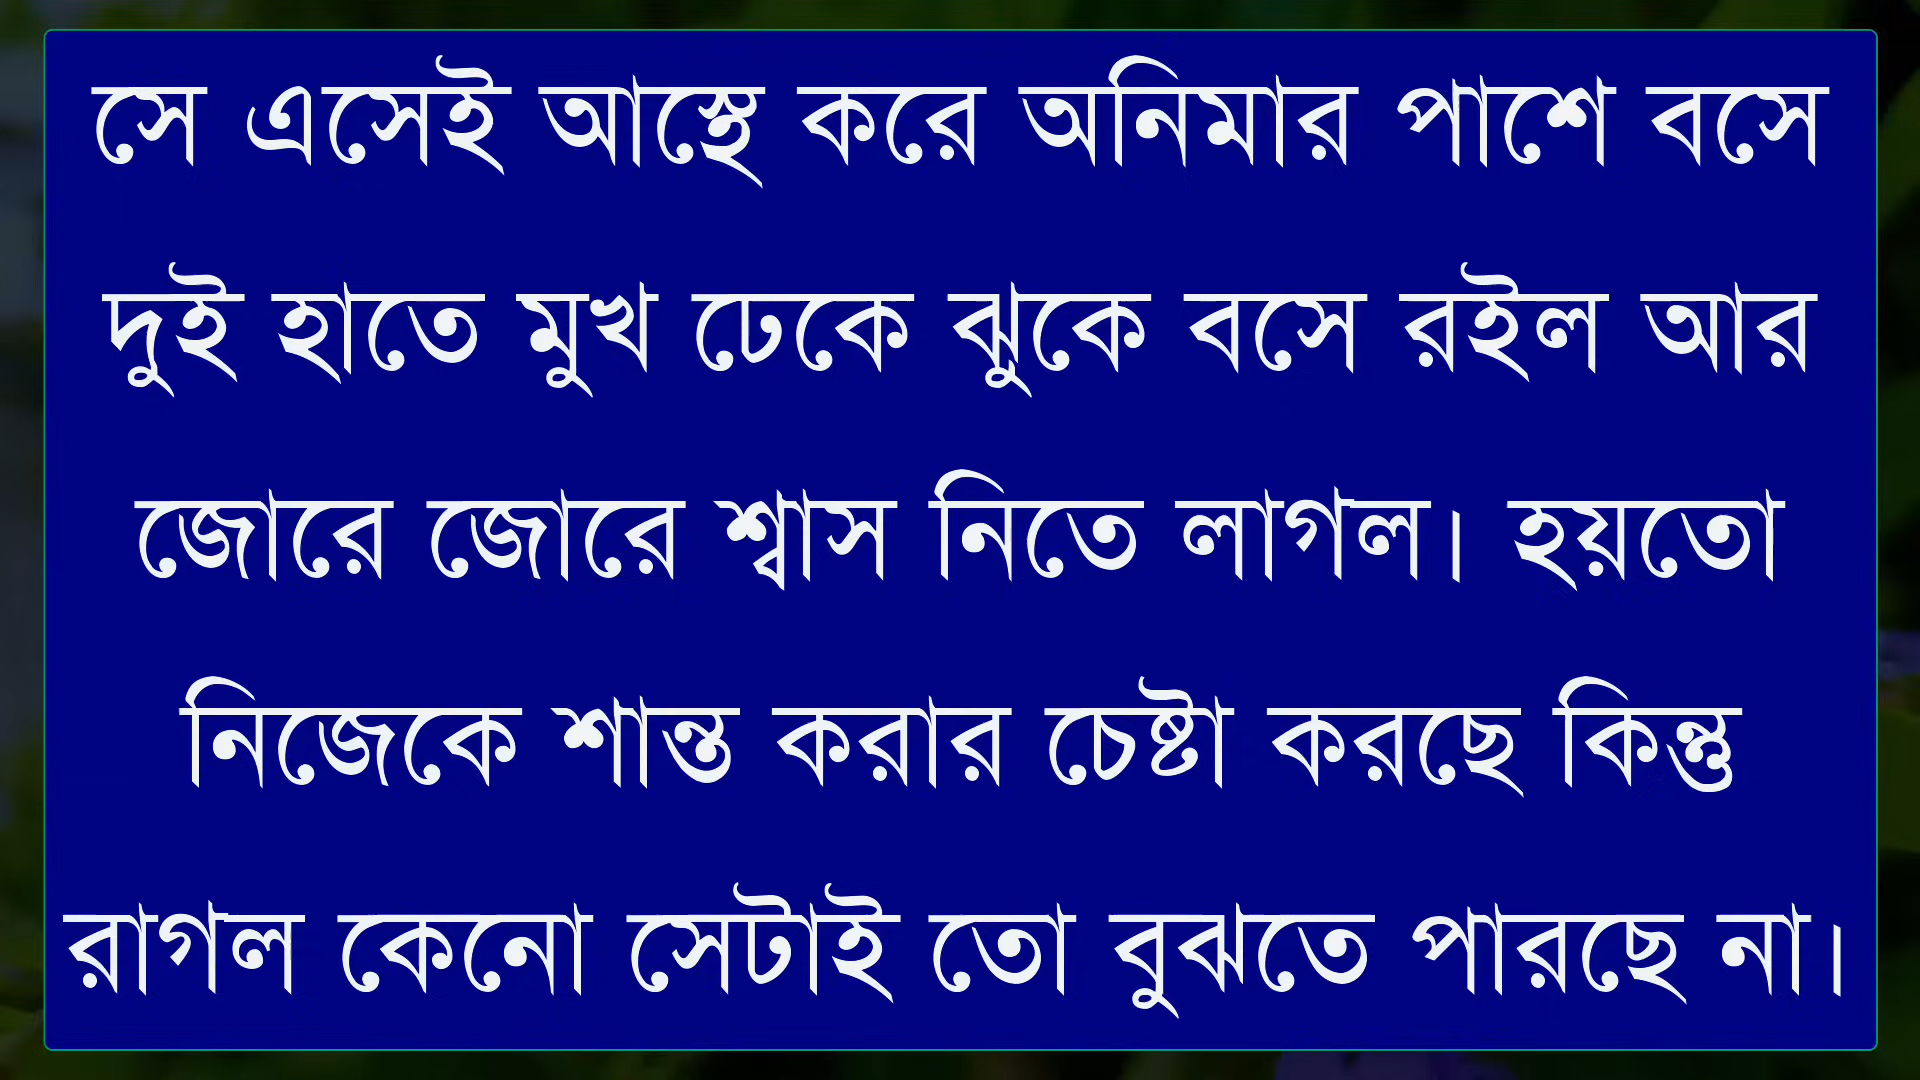 সে এসেই আস্থে করে অনিমার পাশে বসে
দুই হাতে মুখ ঢেকে ঝুকে বসে রইল আর
জোরে জোরে শ্বাস নিতে লাগল। হয়তো
নিজেকে শান্ত করার চেষ্টা করছে কিন্তু
রাগল কেনো সেটাই তো বুঝতে পারছে না।